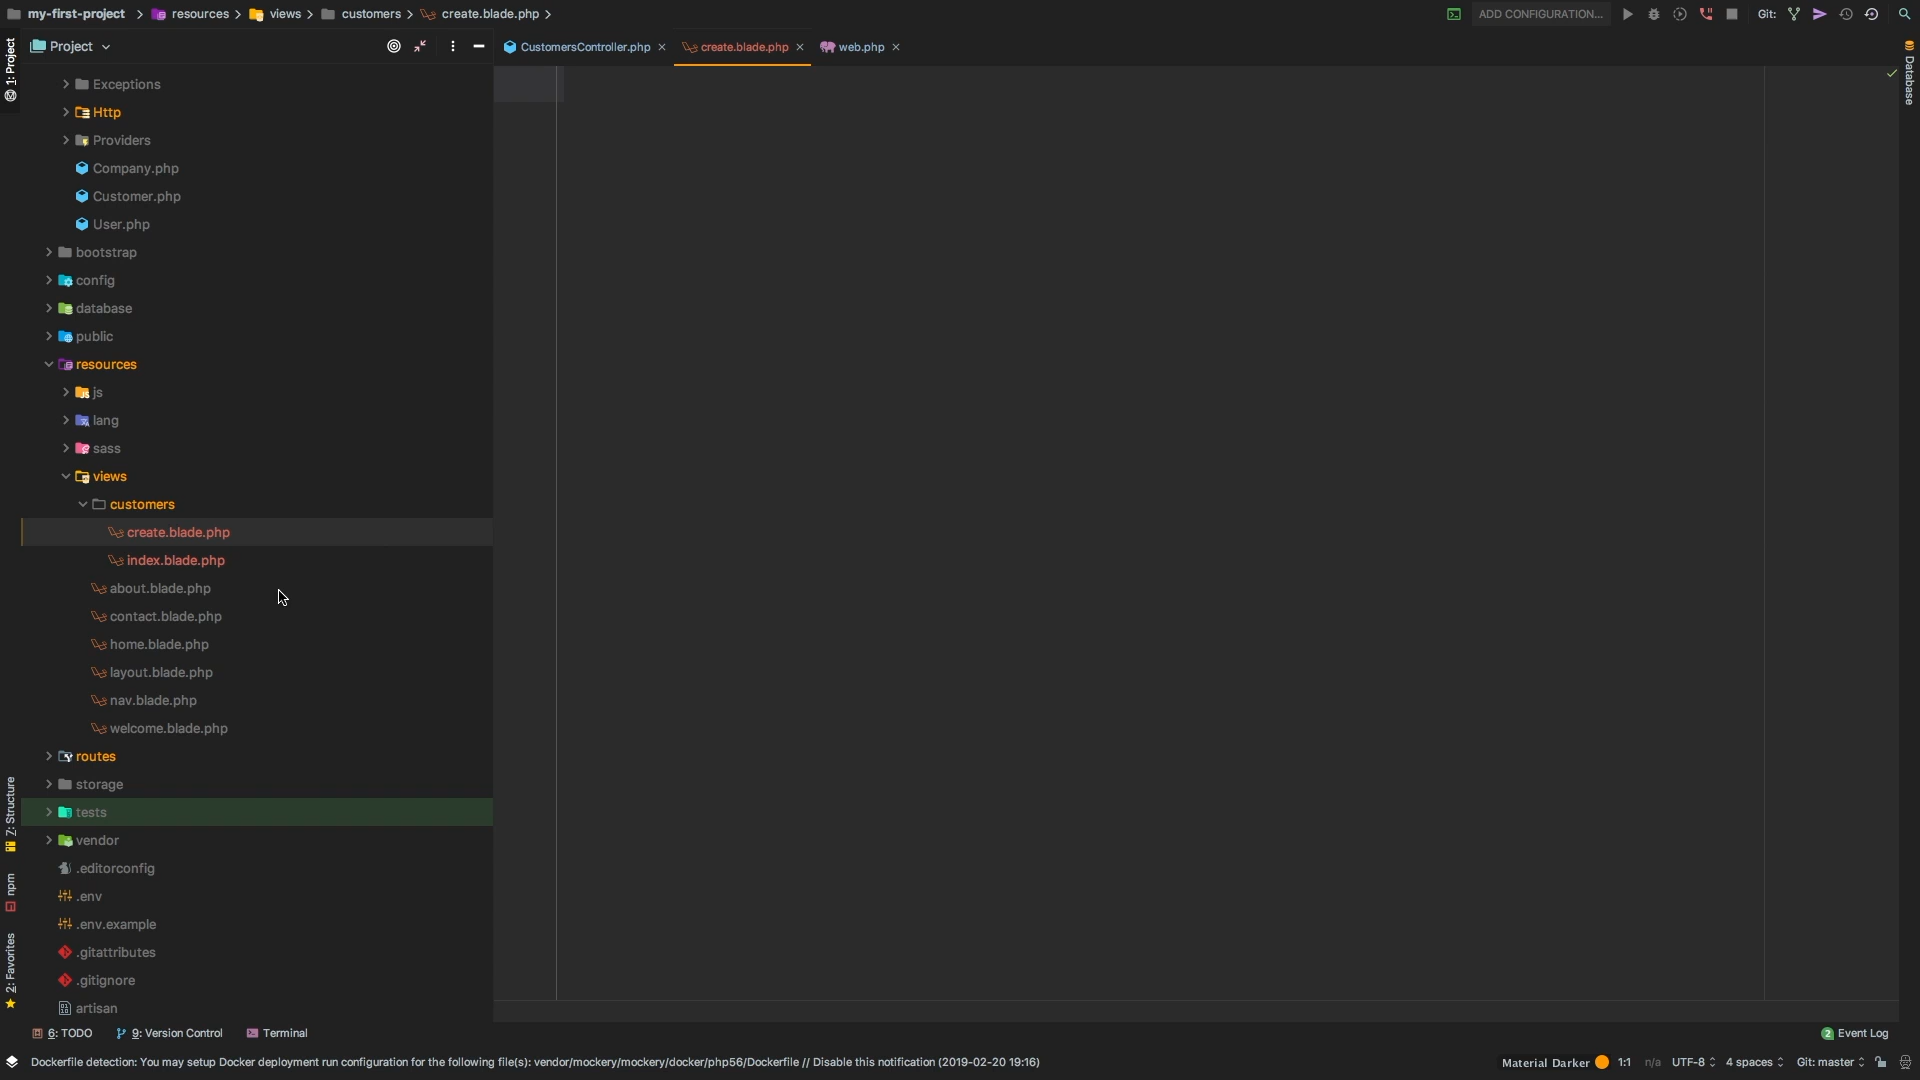 my-first-project resources views customers create.blade.php
ADD CONFIGURATION...
Git:
1: Project
Project
CustomersController.php
create.blade.php
web.php
Database
Exceptions
Http
Providers
Company.php
Customer.php
User.php
bootstrap
config
database
public
resources
js
lang
sass
views
customers
create.blade.php
index.blade.php
about.blade.php
contact.blade.php
home.blade.php
layout.blade.php
nav.blade.php
welcome.blade.php
routes
storage
tests
vendor
.editorconfig
.env
.env.example
.gitattributes
.gitignore
artisan
Z: Structure
npm
2: Favorites
6: TODO
9: Version Control
Terminal
2 Event Log
Dockerfile detection: You may setup Docker deployment run configuration for the following file(s): vendor/mockery/mockery/docker/php56/Dockerfile // Disable this notification (2019-02-20 19:16)
Material Darker 1:1 n/a UTF-8 4 spaces Git: master